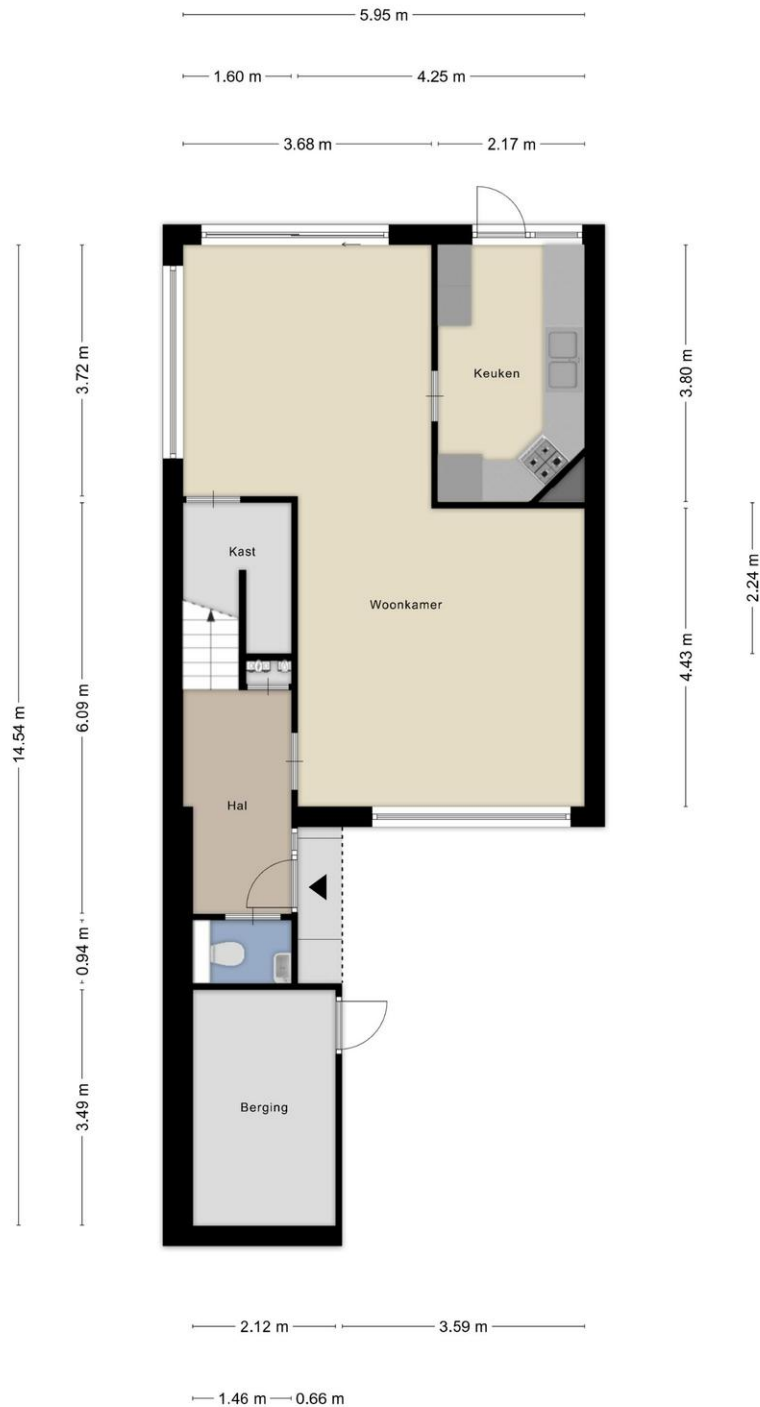 5.95 m
1.60 m 4.25 m
3.68 m 2.17 m
3.72 m
3.80 m
Keuken
Kast
2.24 m
Woonkamer
4.43 m
6.09 m
14.54 m
Hal
0.94 m
3.49 m
Berging
2.12 m 3.59 m
1.46 m 0.66 m